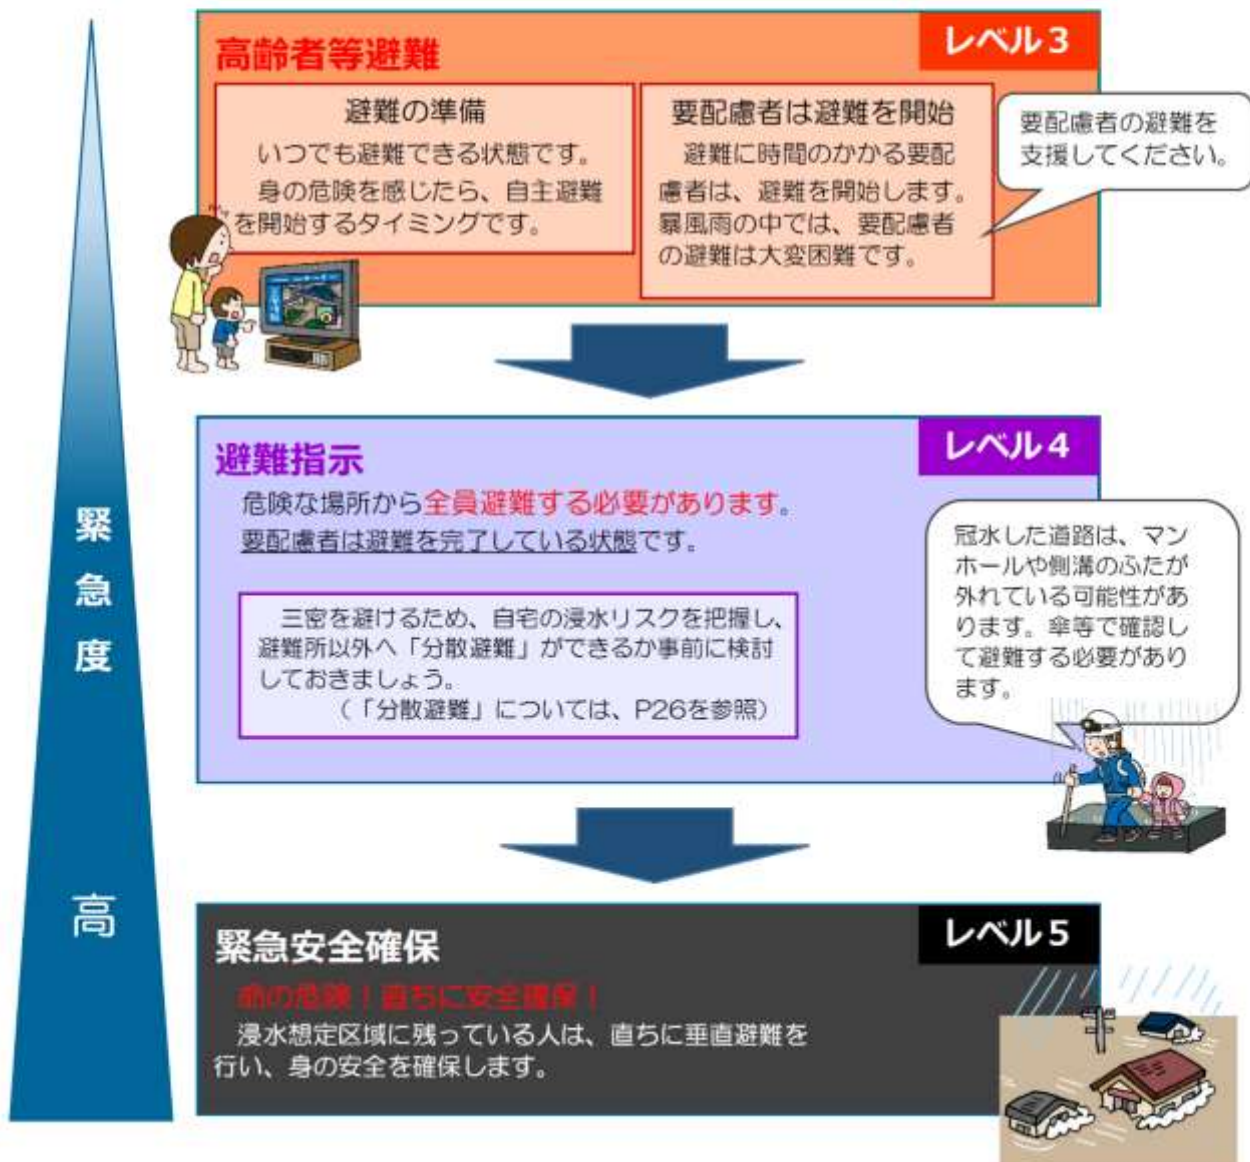 高齢者等避難
レベル3
避難の準備
いつでも避難できる状態です。
身の危険を感じたら、自主避難
を開始するタイミングです。
要配慮者は避難を開始
避難に時間のかかる要配
慮者は、避難を開始します。
暴風雨の中では、要配慮者
の避難は大変困難です。
要配慮者の避難を
支援してください。
緊急度
高
避難指示
レベル4
危険な場所から全員避難する必要があります。
要配慮者は避難を完了している状態です。
三密を避けるため、自宅の浸水リスクを把握し、
避難所以外へ「分散避難」ができるか事前に検討
しておきましょう。
（「分散避難」については、P26を参照）
冠水した道路は、マン
ホールや側溝のふたが
外れている可能性があ
ります。傘等で確認し
て避難する必要があり
ます。
緊急安全確保
レベル5
命の危険！直ちに安全確保！
浸水想定区域に残っている人は、直ちに垂直避難を
行い、身の安全を確保します。